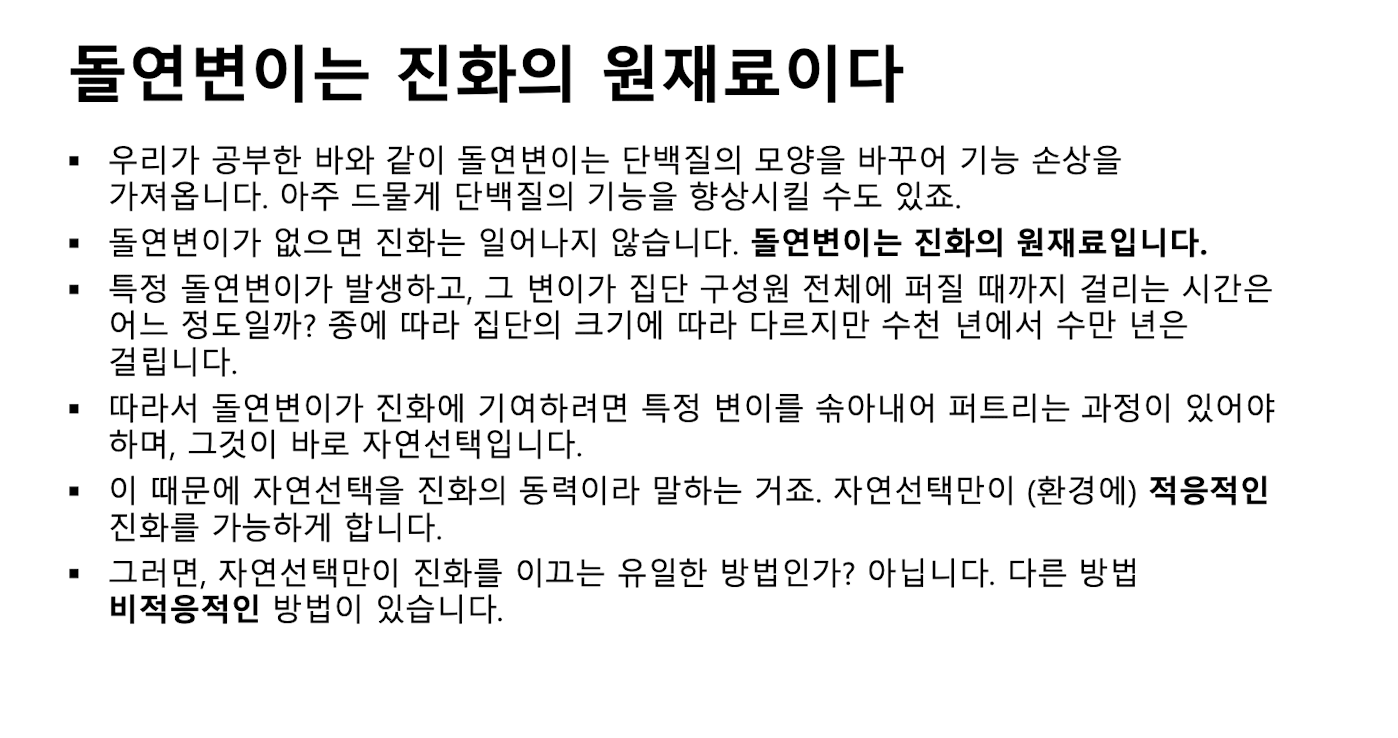 돌연변이는 진화의 원재료이다
▪ 우리가 공부한 바와 같이 돌연변이는 단백질의 모양을 바꾸어 기능 손상을
가져옵니다. 아주 드물게 단백질의 기능을 향상시킬 수도 있죠.
▪ 돌연변이가 없으면 진화는 일어나지 않습니다. 돌연변이는 진화의 원재료입니다.
▪ 특정 돌연변이가 발생하고, 그 변이가 집단 구성원 전체에 퍼질 때까지 걸리는 시간은
어느 정도일까? 종에 따라 집단의 크기에 따라 다르지만 수천 년에서 수만 년은
걸립니다.
▪ 따라서 돌연변이가 진화에 기여하려면 특정 변이를 솎아내어 퍼트리는 과정이 있어야
하며, 그것이 바로 자연선택입니다.
▪ 이 때문에 자연선택을 진화의 동력이라 말하는 거죠. 자연선택만이 (환경에) 적응적인
진화를 가능하게 합니다.
▪ 그러면, 자연선택만이 진화를 이끄는 유일한 방법인가? 아닙니다. 다른 방법
비적응적인 방법이 있습니다.